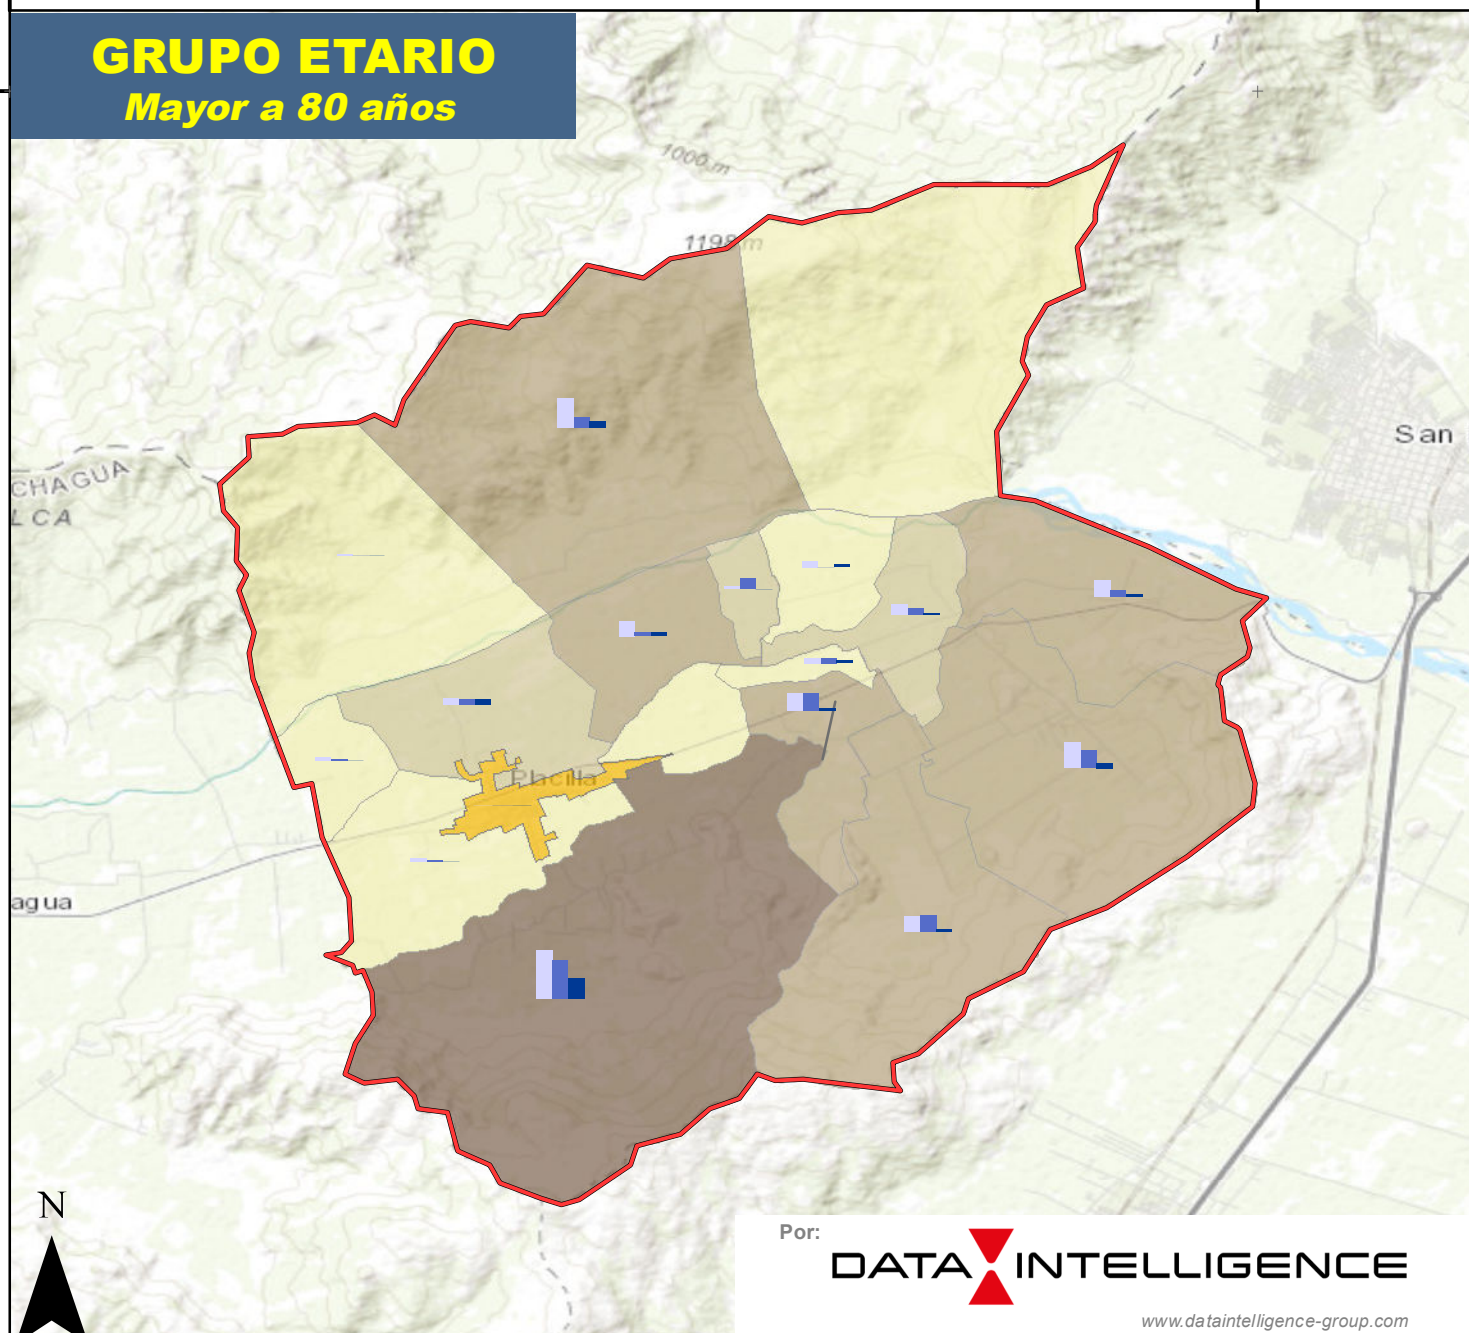 GRUPO ETARIO
Mayor a 80 años
1000 m
1198 m
San
CHAGUA
LCA
Placilla
agua
N
Por:
DATA INTELLIGENCE
www.dataintelligence-group.com